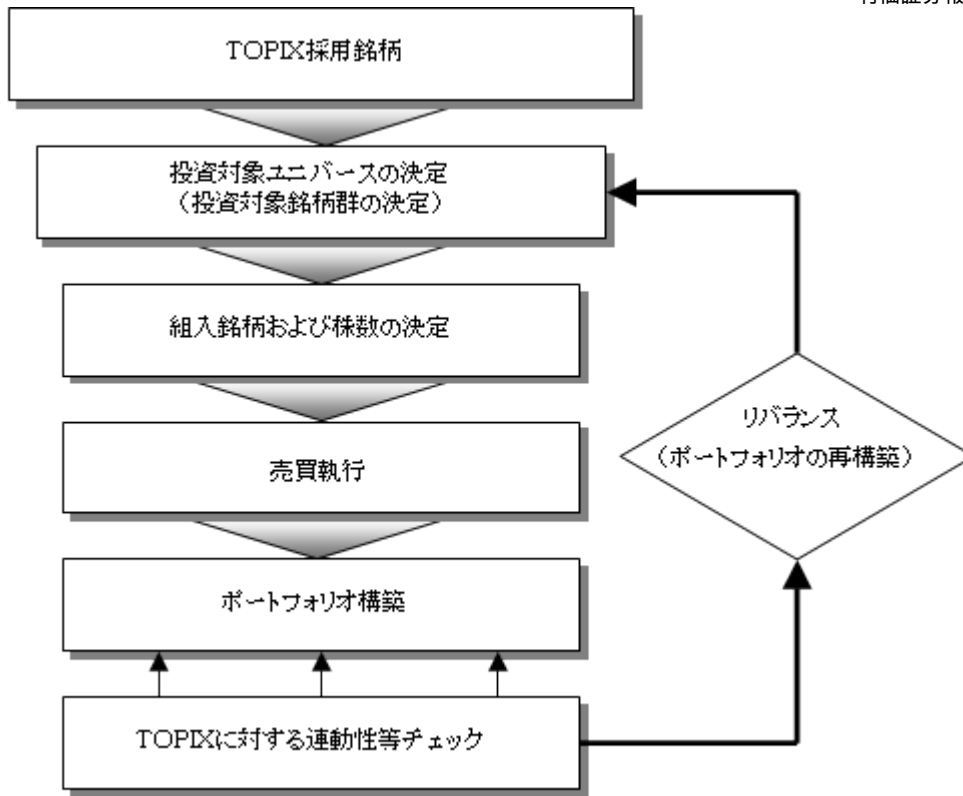 TOPIX採用銘柄
投資対象ユニバースの決定
（投資対象銘柄群の決定）
組入銘柄および株数の決定
売買執行
ポートフォリオ構築
TOPIXに対する連動性等チェック
リバランス
（ポートフォリオの再構築）